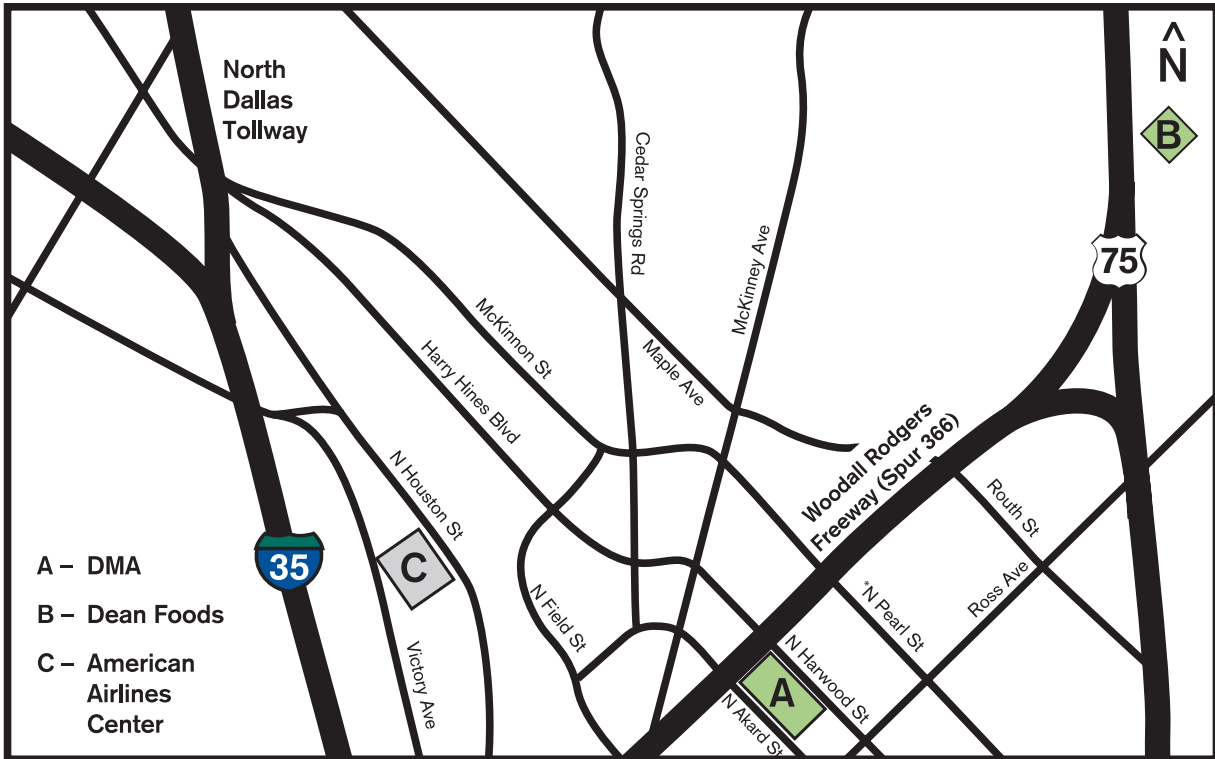 North
Dallas
Tollway
^
N
B
Cedar Springs Rd
McKinney Ave
75
McKinnon St
Harry Hines Blvd
Maple Ave
N Houston St
Woodall Rodgers
Freeway (Spur 366)
Routh St
Ross Ave
*N Pearl St
35
C
N Field St
N Harwood St
A
N Akard St
Victory Ave
A – DMA
B – Dean Foods
C – American
Airlines
Center